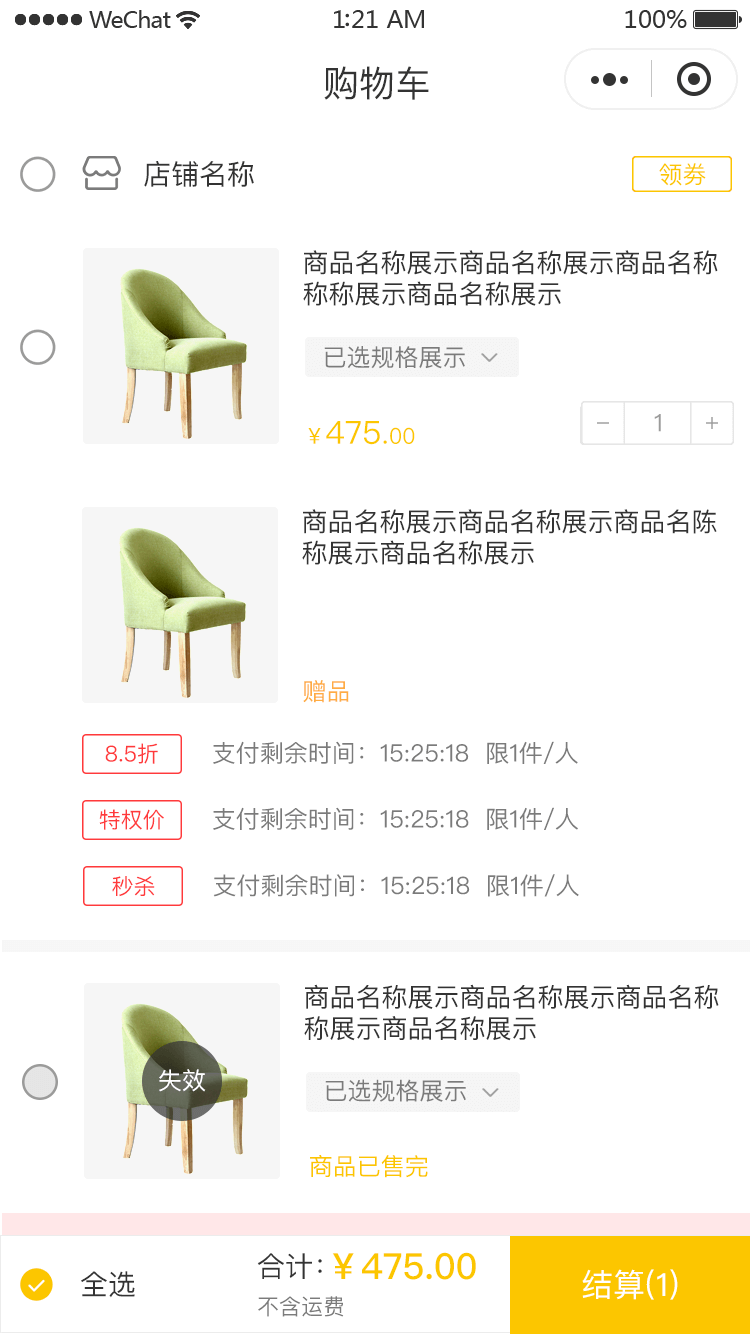 WeChat 1:21 AM 100%
购物车
店铺名称 领券
商品名称展示商品名称展示商品名称
称称展示商品名称展示
已选规格展示
¥475.00 − 1 +
商品名称展示商品名称展示商品名陈
称展示商品名称展示
赠品
8.5折 支付剩余时间：15:25:18 限1件/人
特权价 支付剩余时间：15:25:18 限1件/人
秒杀 支付剩余时间：15:25:18 限1件/人
商品名称展示商品名称展示商品名称
称展示商品名称展示
失效
已选规格展示
商品已售完
全选 合计：¥475.00 结算(1)
不含运费